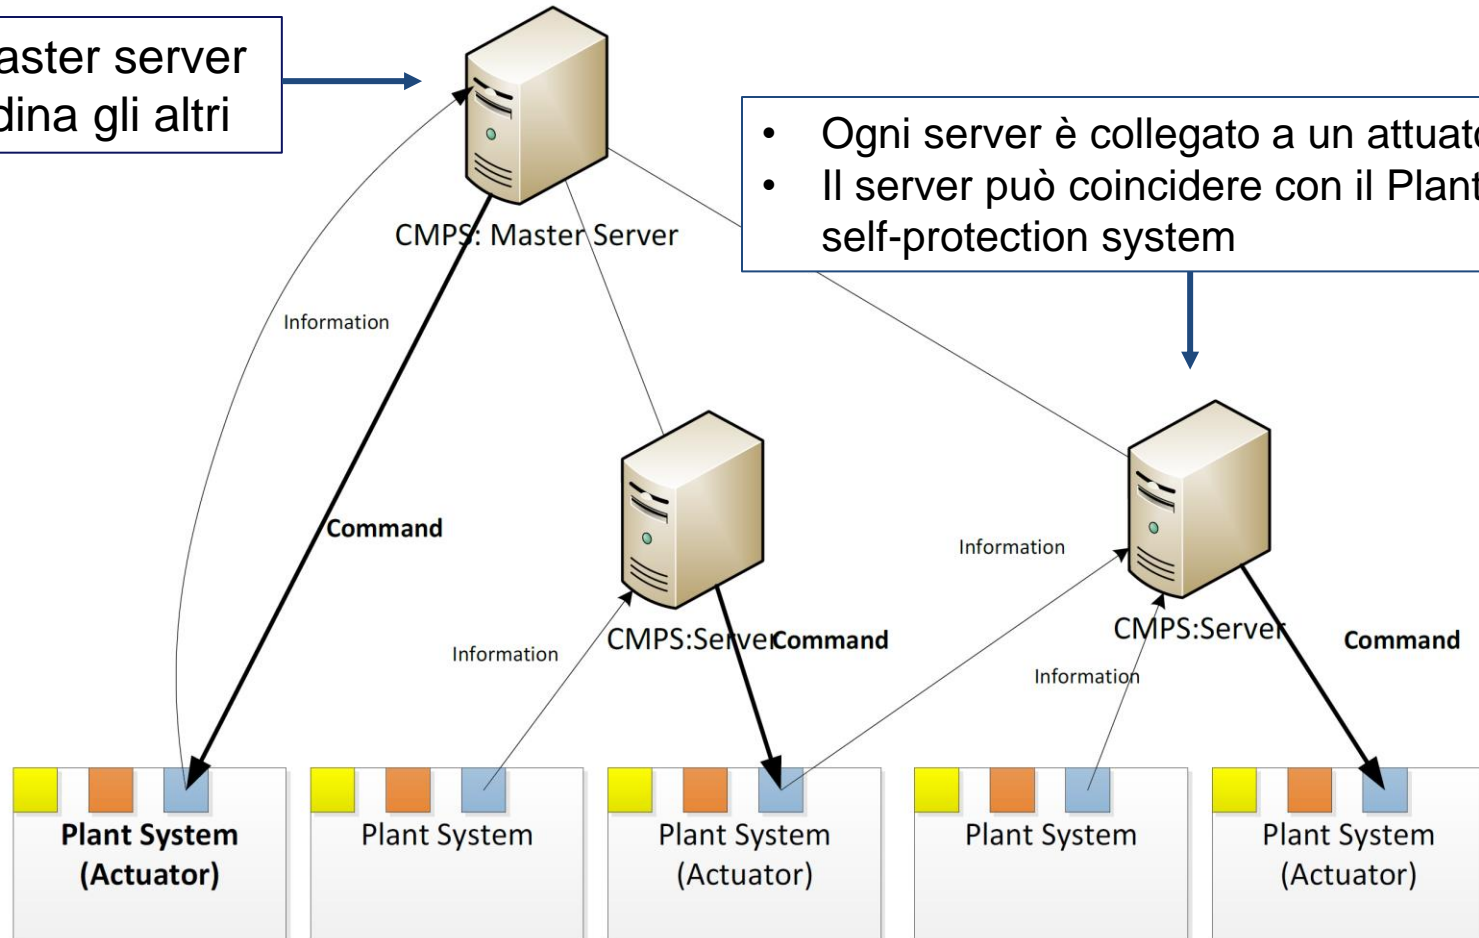 aster server
dina gli altri
• Ogni server è collegato a un attuato
• Il server può coincidere con il Plant
self-protection system
CMPS: Master Server
Information
Command
Information
Information
CMPS:Server
Command
CMPS:Server
Command
Information
Plant System
(Actuator)
Plant System
Plant System
(Actuator)
Plant System
Plant System
(Actuator)